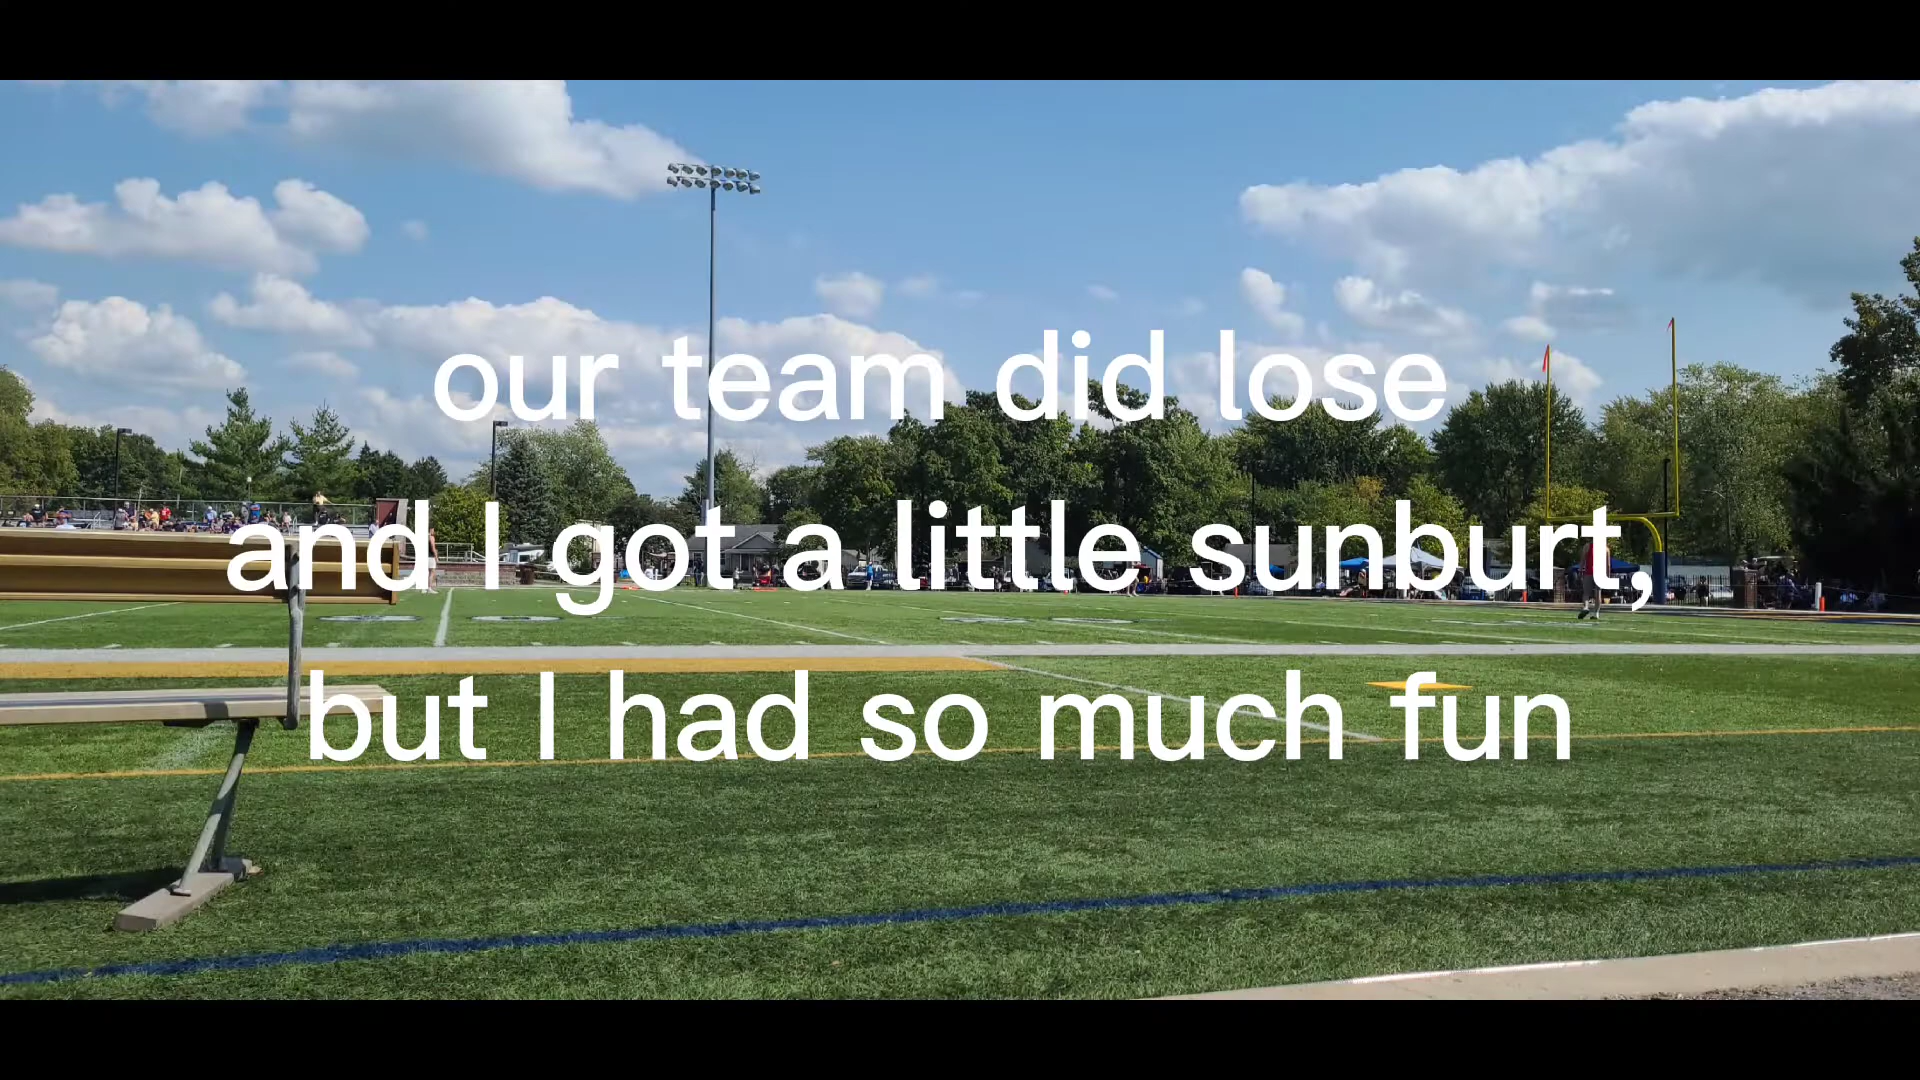 our team did lose
and I got a little sunburt,
but I had so much fun